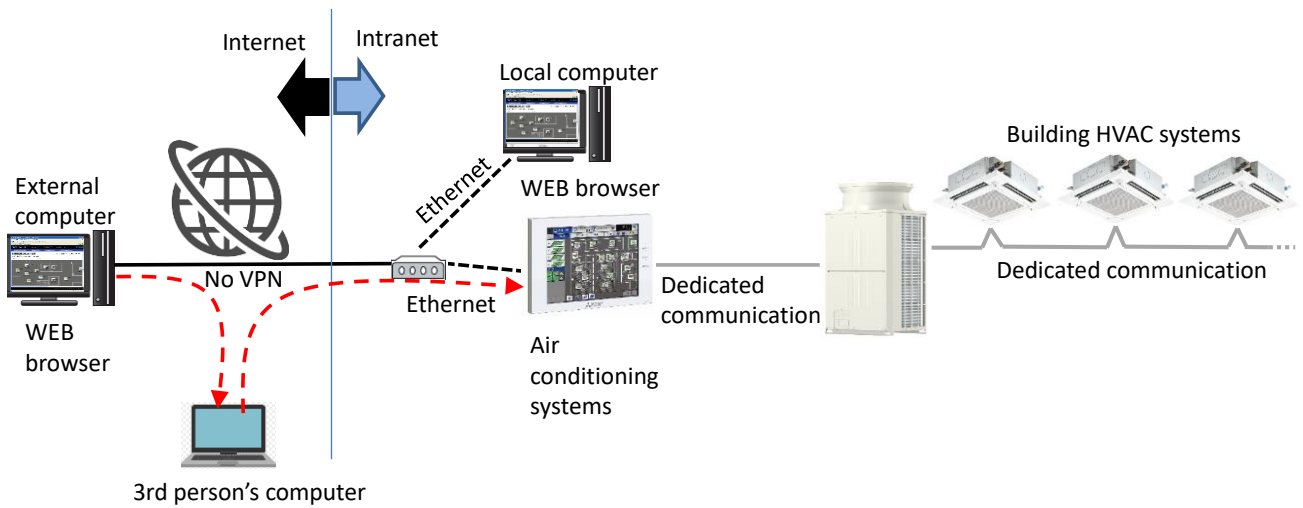 Internet
Intranet
Local computer
Building HVAC systems
External
computer
Ethernet
WEB browser
No VPN
Ethernet
Dedicated
communication
Dedicated communication
WEB
browser
Air
conditioning
systems
3rd person's computer